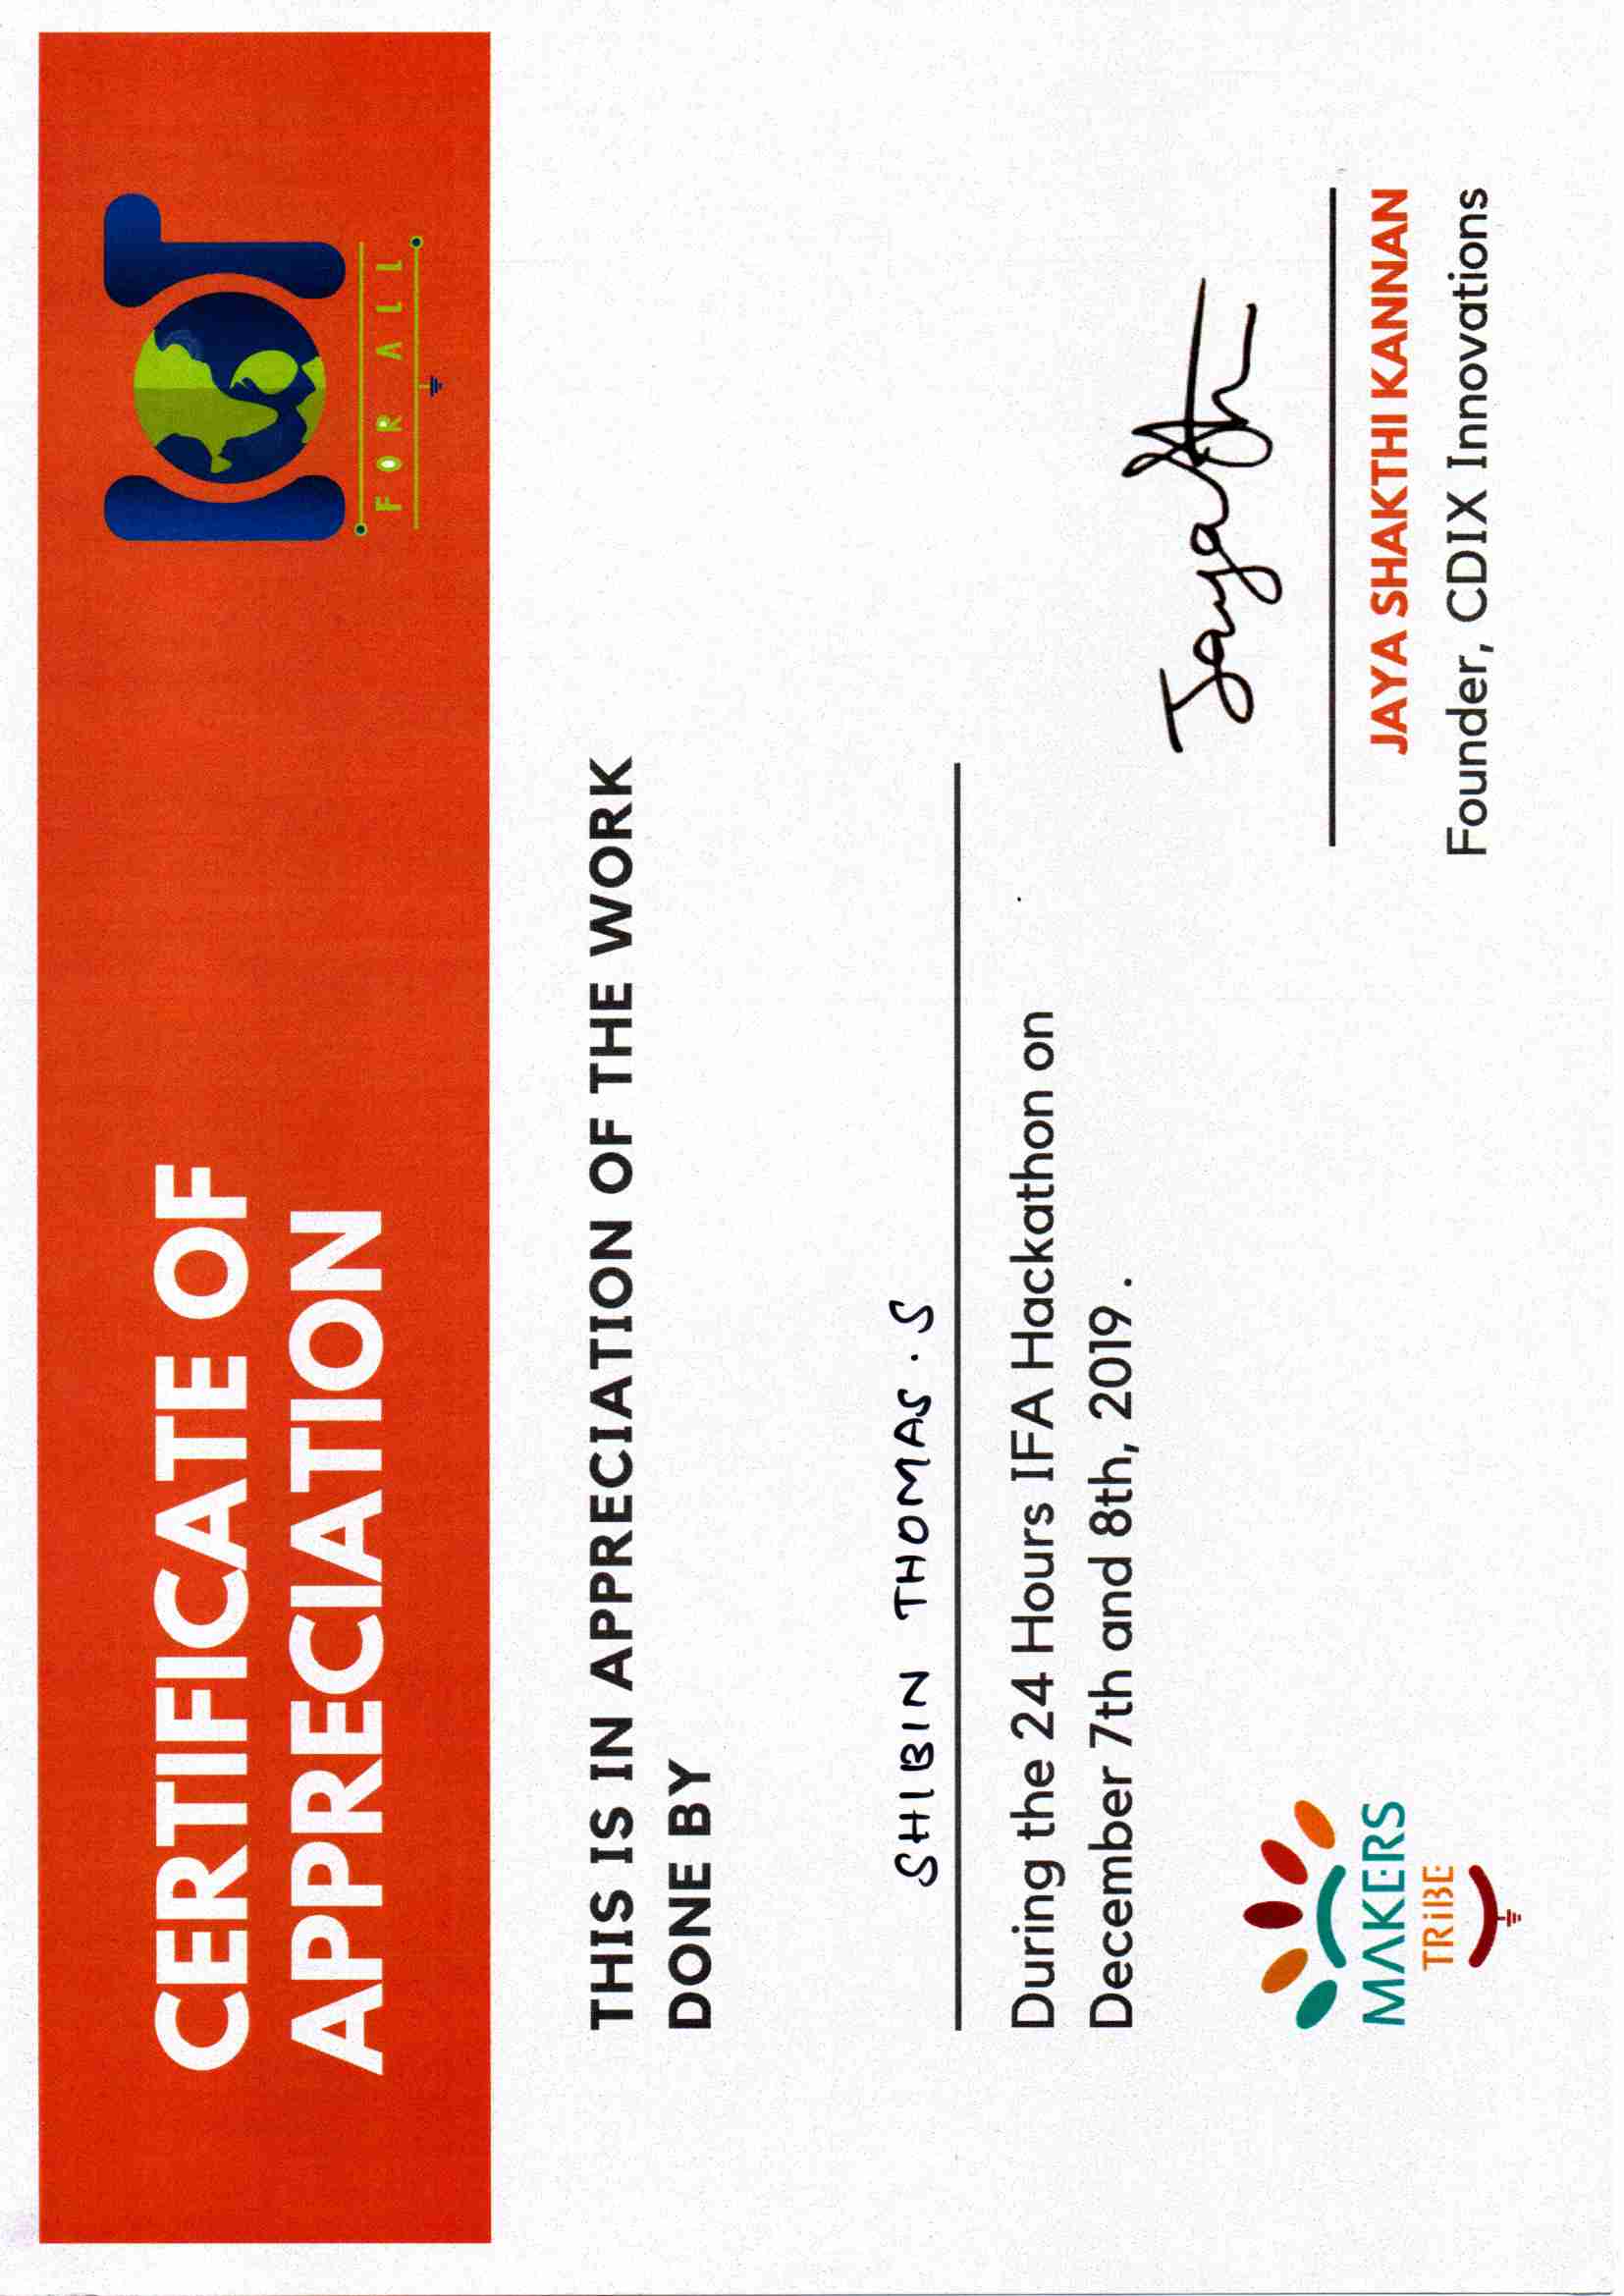 CERTIFICATE OF
APPRECIATION
IOT
FOR ALL
THIS IS IN APPRECIATION OF THE WORK
DONE BY
SHIBIN THOMAS.S
During the 24 Hours IFA Hackathon on
December 7th and 8th, 2019.
MAKERS
TRiBE
JAYA SHAKTHI KANNAN
Founder, CDIX Innovations